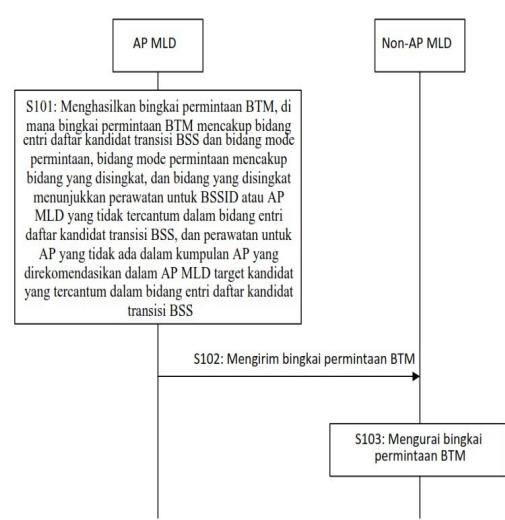 AP MLD
Non-AP MLD
S101: Menghasilkan bingkai permintaan BTM, di
mana bingkai permintaan BTM mencakup bidang
entri daftar kandidat transisi BSS dan bidang mode
permintaan, bidang mode permintaan mencakup
bidang yang disingkat, dan bidang yang disingkat
menunjukkan perawatan untuk BSSID atau AP
MLD yang tidak tercantum dalam bidang entri
daftar kandidat transisi BSS, dan perawatan untuk
AP yang tidak ada dalam kumpulan AP yang
direkomendasikan dalam AP MLD target kandidat
yang tercantum dalam bidang entri daftar kandidat
transisi BSS
S102: Mengirim bingkai permintaan BTM
S103: Mengurai bingkai
permintaan BTM